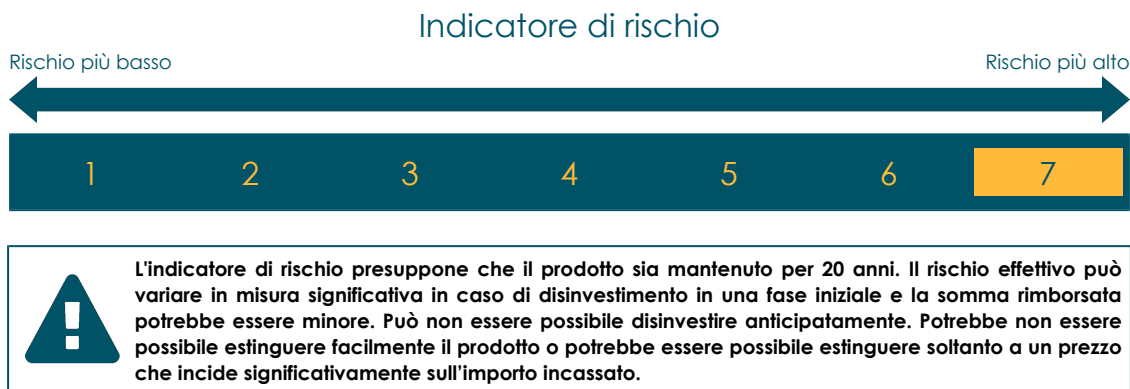 Indicatore di rischio
Rischio più basso
Rischio più alto
1 2 3 4 5 6 7
L'indicatore di rischio presuppone che il prodotto sia mantenuto per 20 anni. Il rischio effettivo può
variare in misura significativa in caso di disinvestimento in una fase iniziale e la somma rimborsata
potrebbe essere minore. Può non essere possibile disinvestire anticipatamente. Potrebbe non essere
possibile estinguere facilmente il prodotto o potrebbe essere possibile estinguere soltanto a un prezzo
che incide significativamente sull’importo incassato.